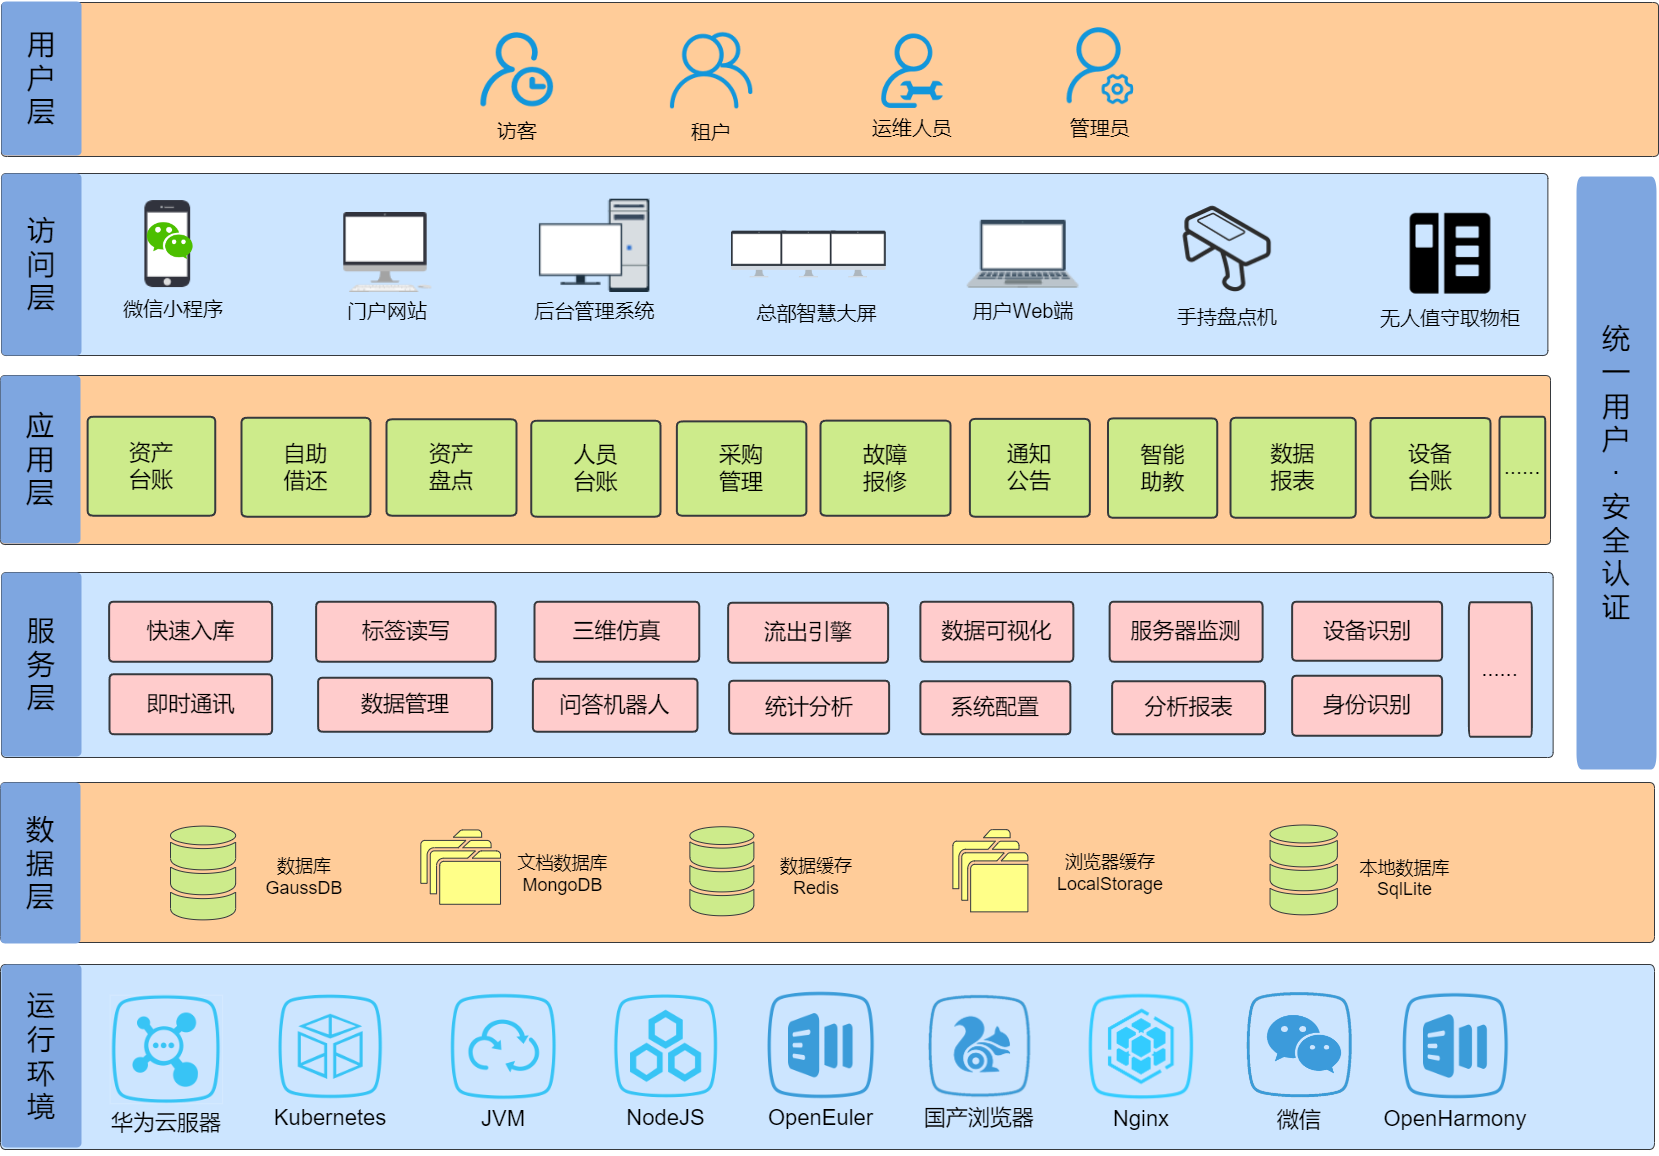 用户层
访客
租户
运维人员
管理员
访问层
微信小程序
门户网站
后台管理系统
总部智慧大屏
用户Web端
手持盘点机
无人值守取物柜
统一用户·安全认证
应用层
资产
台账
自助
借还
资产
盘点
人员
台账
采购
管理
故障
报修
通知
公告
智能
助教
数据
报表
设备
台账
......
服务层
快速入库
标签读写
三维仿真
流出引擎
数据可视化
服务器监测
设备识别
......
即时通讯
数据管理
问答机器人
统计分析
系统配置
分析报表
身份识别
数据层
数据库
GaussDB
文档数据库
MongoDB
数据缓存
Redis
浏览器缓存
LocalStorage
本地数据库
SqlLite
运行环境
华为云服器
Kubernetes
JVM
NodeJS
OpenEuler
国产浏览器
Nginx
微信
OpenHarmony